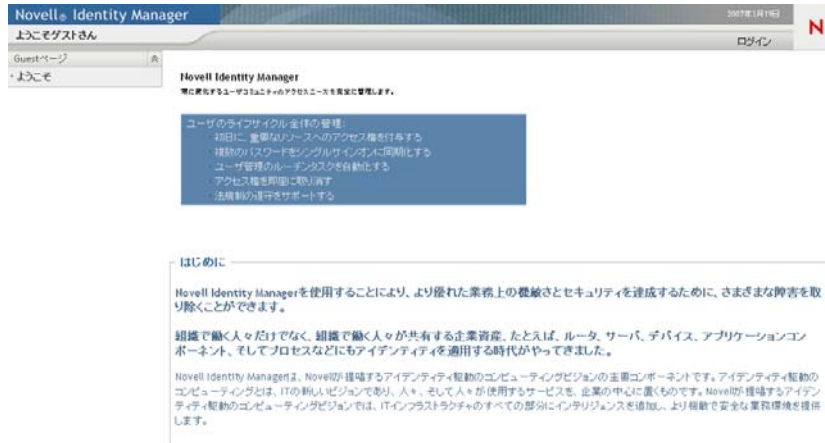 Novell® Identity Manager
2007年1月19日
ようこそゲストさん
ログイン
N
Guestページ
ようこそ
Novell Identity Manager
常に変化するユーザコミュニティのアクセスニーズを安全に管理します。
ユーザのライフサイクル全体の管理:
初日に、重要なリソースへのアクセス権を付与する
複数のパスワードをシングルサインオンに同期化する
ユーザ管理のルーチンタスクを自動化する
アクセス権を即座に取り消す
法規制の遵守をサポートする
はじめに
Novell Identity Managerを使用することにより、より優れた業務上の機敏さとセキュリティを達成するために、さまざまな障害を取
り除くことができます。
組織で働く人々だけでなく、組織で働く人々が共有する企業資産、たとえば、ルータ、サーバ、デバイス、アプリケーションコン
ポーネント、そしてプロセスなどにもアイデンティティを適用する時代がやってきました。
Novell Identity Managerは、Novellが提唱するアイデンティティ駆動のコンピューティングビジョンの主要コンポーネントです。アイデンティティ駆動の
コンピューティングとは、ITの新しいビジョンであり、人々、そして人々が使用するサービスを、企業の中心に置くものです。Novellが提唱するアイデン
ティティ駆動のコンピューティングビジョンでは、ITインフラストラクチャのすべての部分にインテリジェンスを追加し、より機敏で安全な業務環境を提供
します。